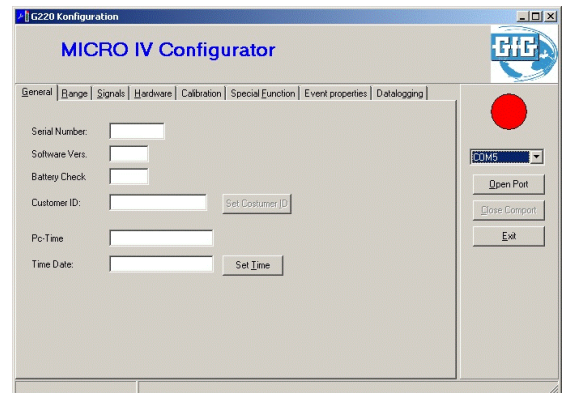 G220 Konfiguration
MICRO IV Configurator
GfG
General Range Signals Hardware Calibration Special Function Event properties Datalogging
Serial Number:
Software Vers.
Battery Check
Customer ID:
Set Costumer ID
Pc-Time
Time Date:
Set Time
COM5
Open Port
Close Comport
Exit